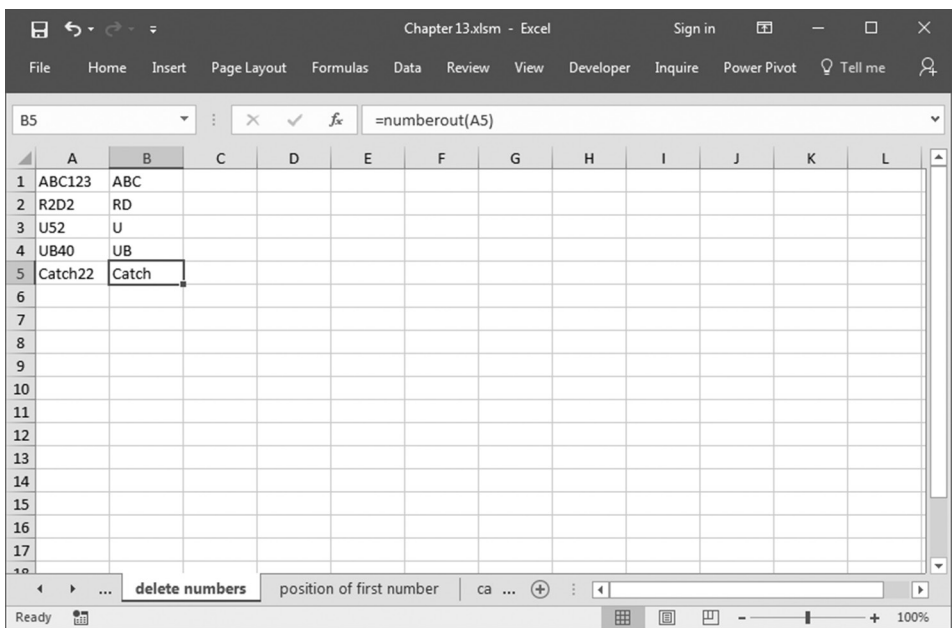 Chapter 13.xlsm - Excel Sign in
File Home Insert Page Layout Formulas Data Review View Developer Inquire Power Pivot Tell me
B5 fx =numberout(A5)
A B C D E F G H I J K L
1 ABC123 ABC
2 R2D2 RD
3 U52 U
4 UB40 UB
5 Catch22 Catch
6
7
8
9
10
11
12
13
14
15
16
17
18
... delete numbers position of first number ca ...
Ready 100%